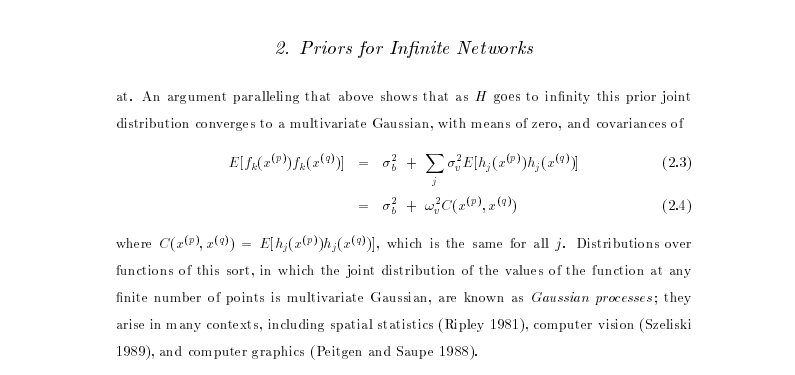 2. Priors for Infinite Networks
at. An argument paralleling that above shows that as H goes to infinity this prior joint
distribution converges to a multivariate Gaussian, with means of zero, and covariances of
E[f_k(x^{(p)})f_k(x^{(q)})] = σ_b^2 + ∑_j σ_v^2 E[h_j(x^{(p)})h_j(x^{(q)})] (2.3)
= σ_b^2 + ω_v^2 C(x^{(p)}, x^{(q)}) (2.4)
where C(x^{(p)}, x^{(q)}) = E[h_j(x^{(p)})h_j(x^{(q)})], which is the same for all j. Distributions over
functions of this sort, in which the joint distribution of the values of the function at any
finite number of points is multivariate Gaussian, are known as Gaussian processes; they
arise in many contexts, including spatial statistics (Ripley 1981), computer vision (Szeliski
1989), and computer graphics (Peitgen and Saupe 1988).